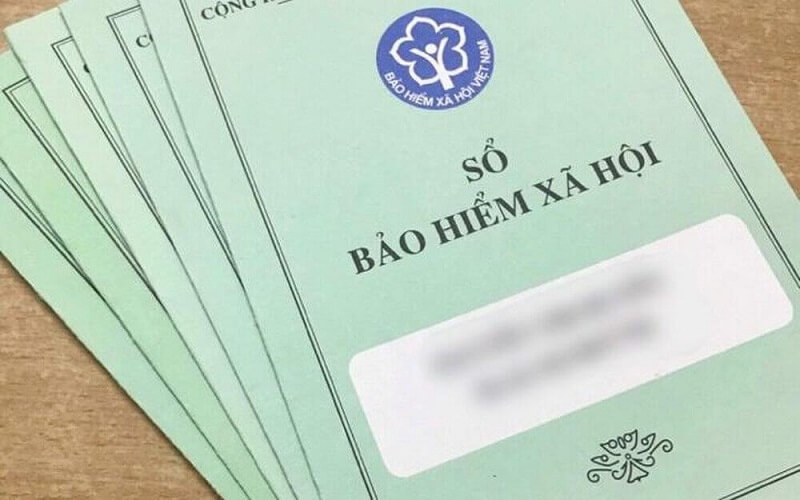 CỘNG
BẢO HIỂM XÃ HỘI VIỆT NAM
SỔ
BẢO HIỂM XÃ HỘI